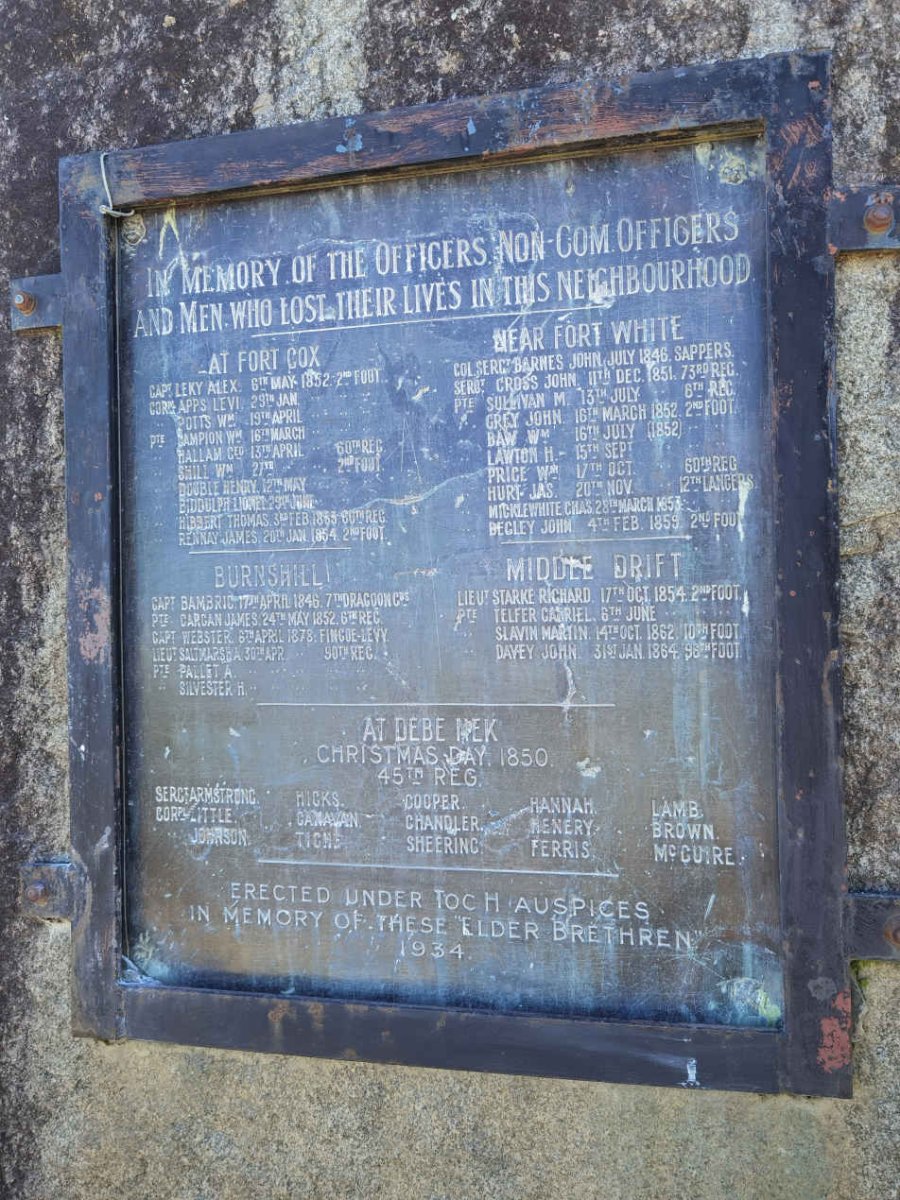 IN MEMORY OF THE OFFICERS, NON-COM. OFFICERS
AND MEN WHO LOST THEIR LIVES IN THIS NEIGHBOURHOOD
AT FORT COX
CAPT LEKY ALEX. 6TH MAY 1852. 2ND FOOT
CORPL APPS LEVI. 29TH JAN.
POTTS WM 19TH APRIL
PTE SAMPION WM 16TH MARCH
HALLAM GEO 13TH APRIL 60TH REG
SHILL WM 27TH 2ND FOOT.
DOUBLE HENRY. 12TH MAY
BIDDOLPH LIONEL 29TH JUNE
HIBBERT THOMAS. 3RD FEB. 1853 60TH REG.
RENNAY JAMES. 20TH JAN 1854. 2ND FOOT.
NEAR FORT WHITE
COL SERGT BARNES JOHN, JULY 1846. SAPPERS.
SERGT CROSS JOHN. 11TH DEC. 1851. 73RD REG.
PTE SULLIVAN M. 13TH JULY 6TH REG.
GREY JOHN 16TH MARCH 1852. 2ND FOOT.
BAW WM 16TH JULY (1852)
LAWTON H. 15TH SEPT
PRICE WM 17TH OCT. 60TH REG
HURT JAS. 20TH NOV. 12TH LANCERS
MICKLEWHITE CHAS 28TH MARCH 1853.
BEGLEY JOHN 4TH FEB. 1859. 2ND FOOT
BURNSHILL
CAPT BAMBRIC. 17TH APRIL 1846. 7TH DRAGOON GDS
PTE. CARGAN JAMES. 24TH MAY 1852. 6TH REG.
CAPT WEBSTER. 6TH APRIL 1878. FINGOE-LEVY.
LIEUT SALTMARSH A. 30TH APR. 90TH REG.
PTE PALLET A.
SILVESTER H.
MIDDLE DRIFT
LIEUT STARKE RICHARD. 17TH OCT. 1854. 2ND FOOT.
PTE TELFER GABRIEL. 6TH JUNE
SLAVIN MARTIN. 14TH OCT. 1862. 10TH FOOT.
DAVEY JOHN. 31ST JAN. 1864. 96TH FOOT.
AT DEBE NEK
CHRISTMAS DAY, 1850.
45TH REG.
SERGT ARMSTRONG. HICKS. COOPER. HANNAH. LAMB.
CORPL LITTLE. CANAVAN. CHANDLER. HENERY. BROWN.
JOHNSON. TIGHE SHEERING. FERRIS. MCGUIRE.
ERECTED UNDER TOC H AUSPICES
IN MEMORY OF THESE "ELDER BRETHREN"
1934.